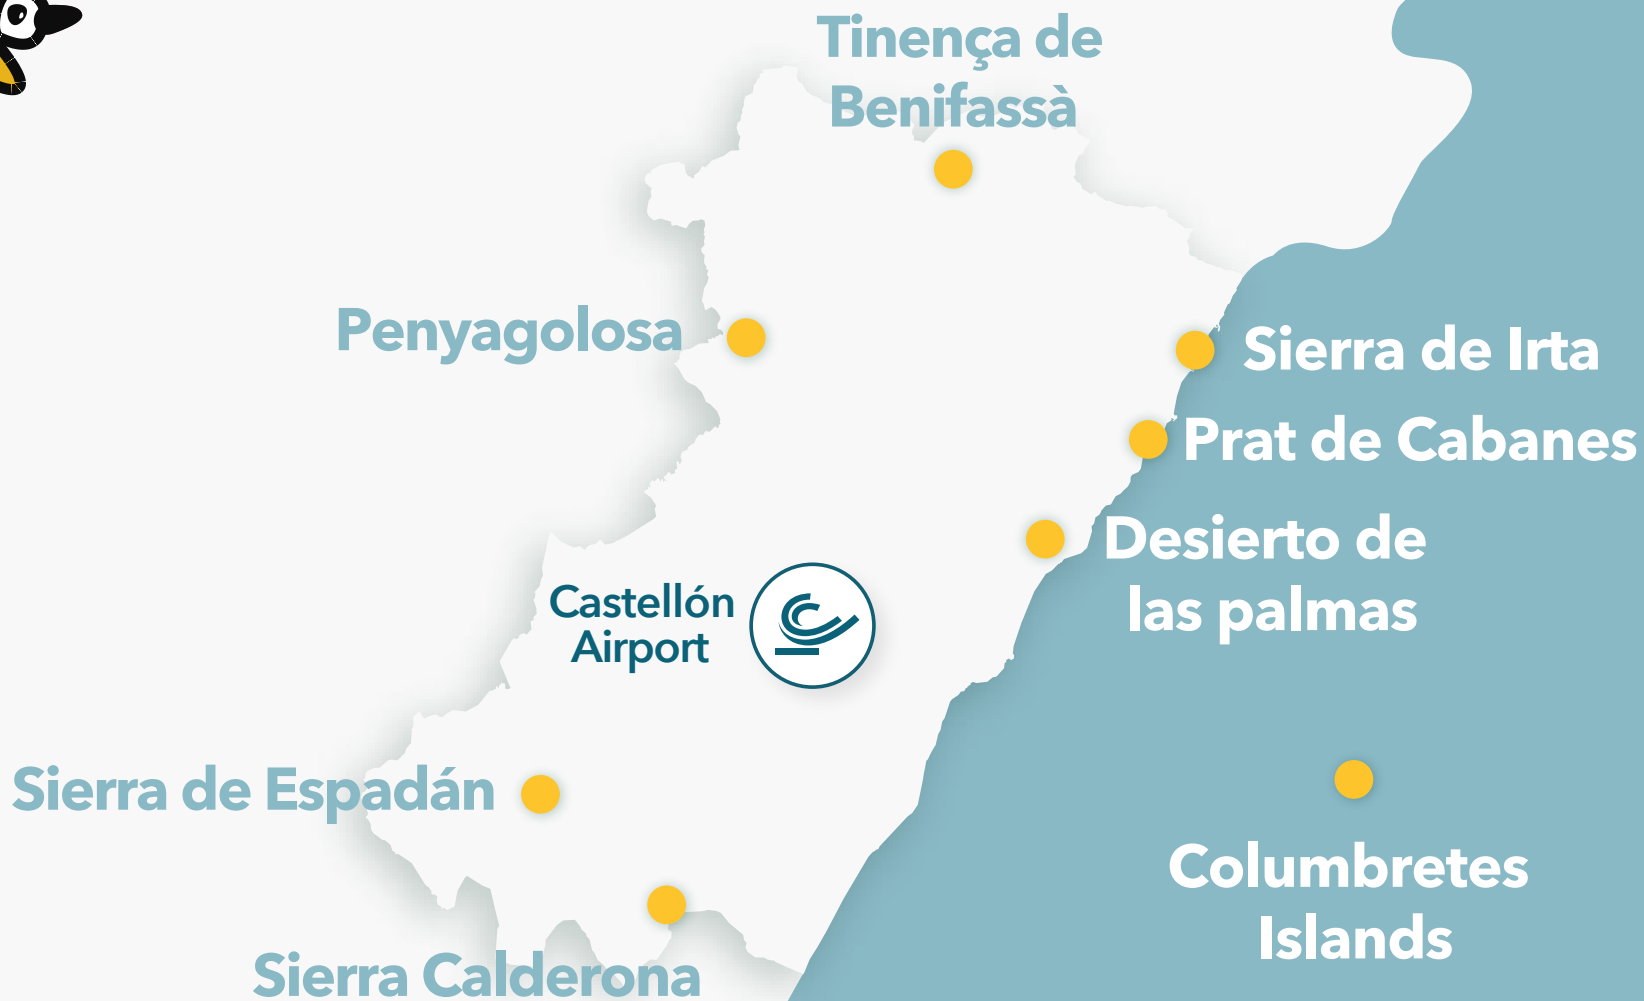 Tinença de
Benifassà
Penyagolosa
Sierra de Irta
Prat de Cabanes
Desierto de
las palmas
Castellón
Airport
Sierra de Espadán
Columbretes
Islands
Sierra Calderona